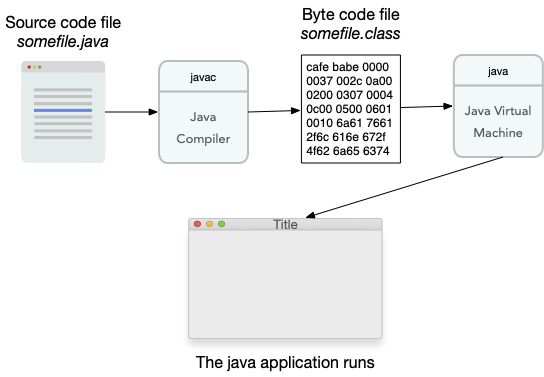 Source code file
somefile.java
javac
Java
Compiler
Byte code file
somefile.class
cafe babe 0000
0037 002c 0a00
0200 0307 0004
0c00 0500 0601
0010 6a61 7661
2f6c 616e 672f
4f62 6a65 6374
java
Java Virtual
Machine
Title
The java application runs